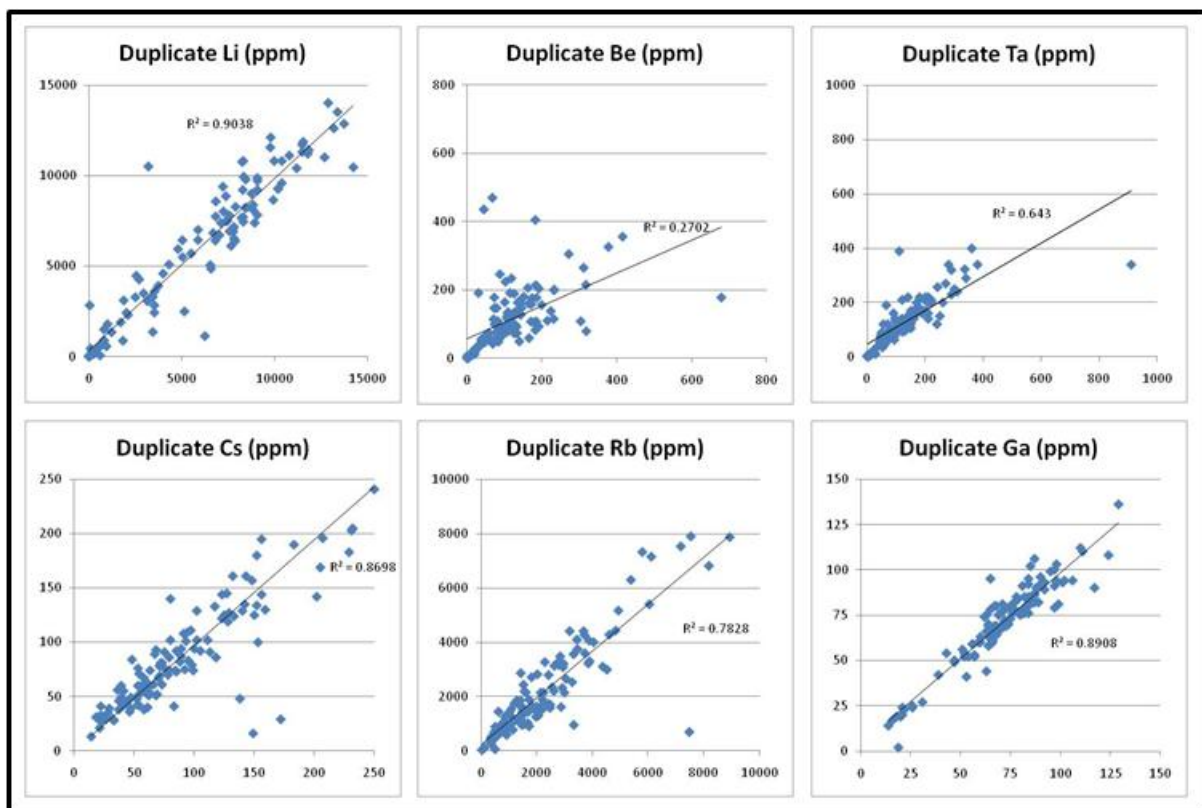 Duplicate Li (ppm)
15000
10000
5000
0
0 5000 10000 15000
R² = 0.9038
Duplicate Be (ppm)
800
600
400
200
0
0 200 400 600 800
R² = 0.2702
Duplicate Ta (ppm)
1000
800
600
400
200
0
0 200 400 600 800 1000
R² = 0.643
Duplicate Cs (ppm)
250
200
150
100
50
0
0 50 100 150 200 250
R² = 0.8698
Duplicate Rb (ppm)
10000
8000
6000
4000
2000
0
0 2000 4000 6000 8000 10000
R² = 0.7828
Duplicate Ga (ppm)
150
125
100
75
50
25
0
0 25 50 75 100 125 150
R² = 0.8908